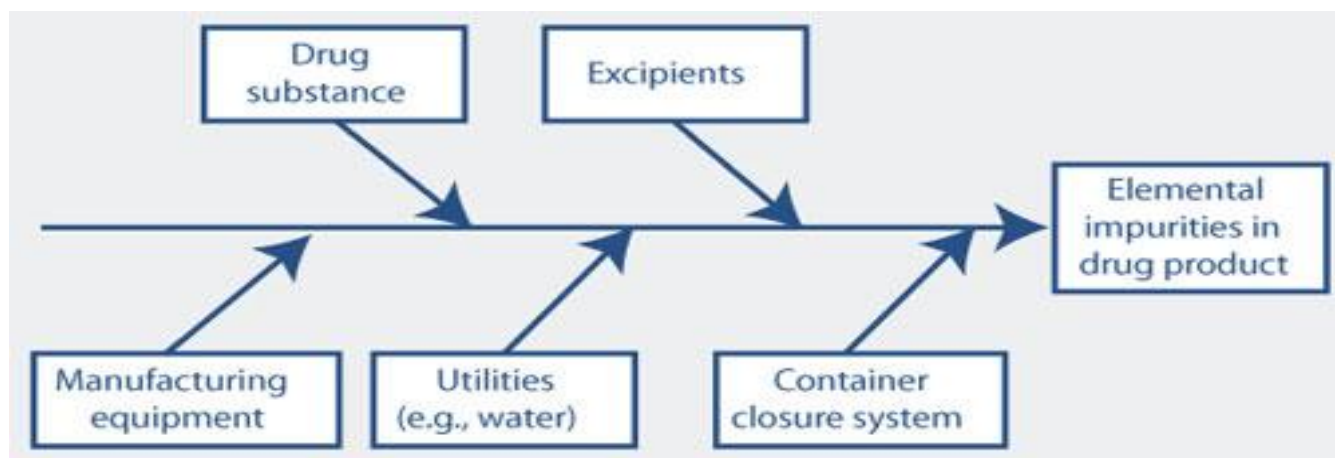 Drug
substance
Excipients
Elemental
impurities in
drug product
Manufacturing
equipment
Utilities
(e.g., water)
Container
closure system